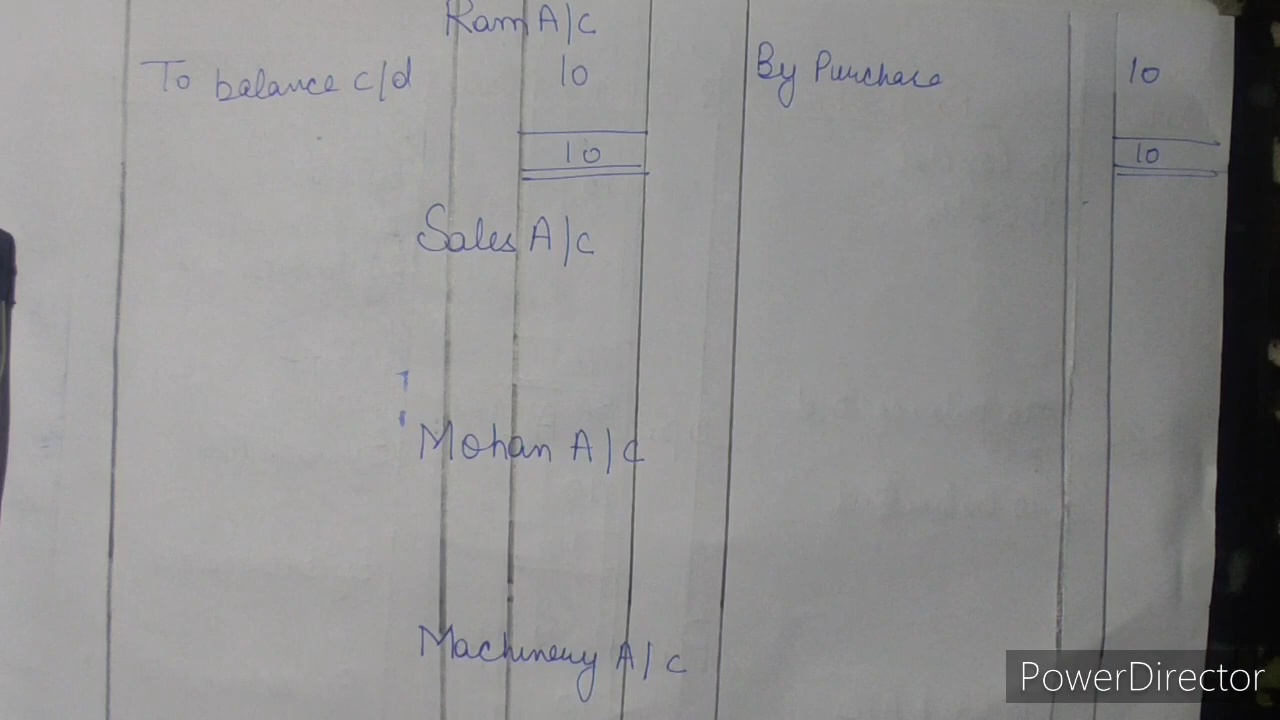 Ram A/c
To balance c/d 10 By Purchase 10
10 10
Sales A/c
Mohan A/c
Machinery A/c
PowerDirector